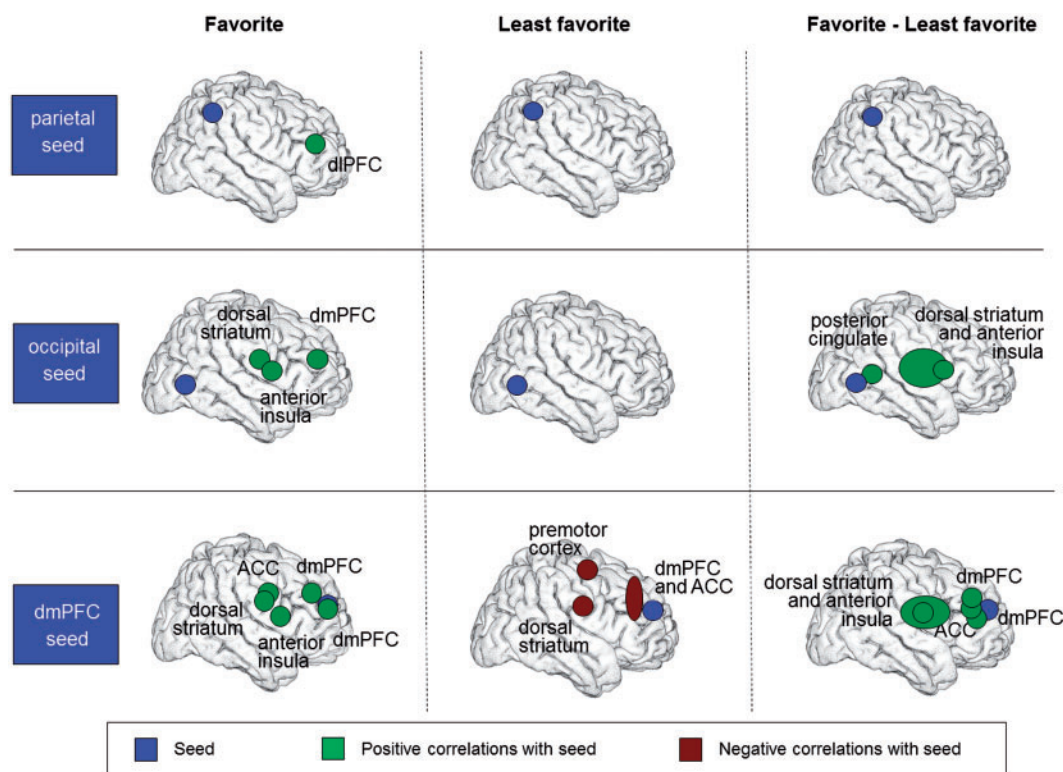 Favorite
Least favorite
Favorite - Least favorite
parietal
seed
dlPFC
occipital
seed
dorsal
striatum
dmPFC
anterior
insula
posterior
cingulate
dorsal striatum
and anterior
insula
dmPFC
seed
ACC
dmPFC
dorsal
striatum
anterior
insula
dmPFC
premotor
cortex
dmPFC
and ACC
dorsal
striatum
dorsal striatum
and anterior
insula
dmPFC
ACC
dmPFC
Seed
Positive correlations with seed
Negative correlations with seed